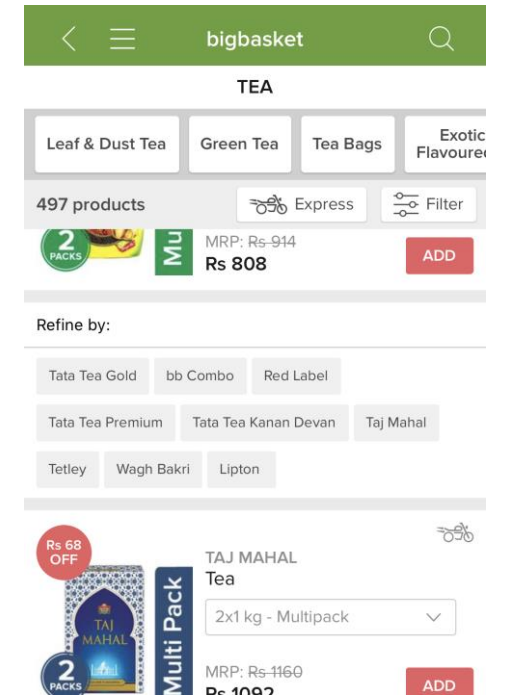 bigbasket
TEA
Leaf & Dust Tea
Green Tea
Tea Bags
Exotic
Flavoured
497 products
Express
Filter
2
PACKS
Mu
MRP: Rs 914
Rs 808
ADD
Refine by:
Tata Tea Gold
bb Combo
Red Label
Tata Tea Premium
Tata Tea Kanan Devan
Taj Mahal
Tetley
Wagh Bakri
Lipton
Rs 68
OFF
TAJ MAHAL
Tea
2x1 kg - Multipack
TAJ
MAHAL
Multi Pack
2
PACKS
MRP: Rs 1160
Rs 1092
ADD